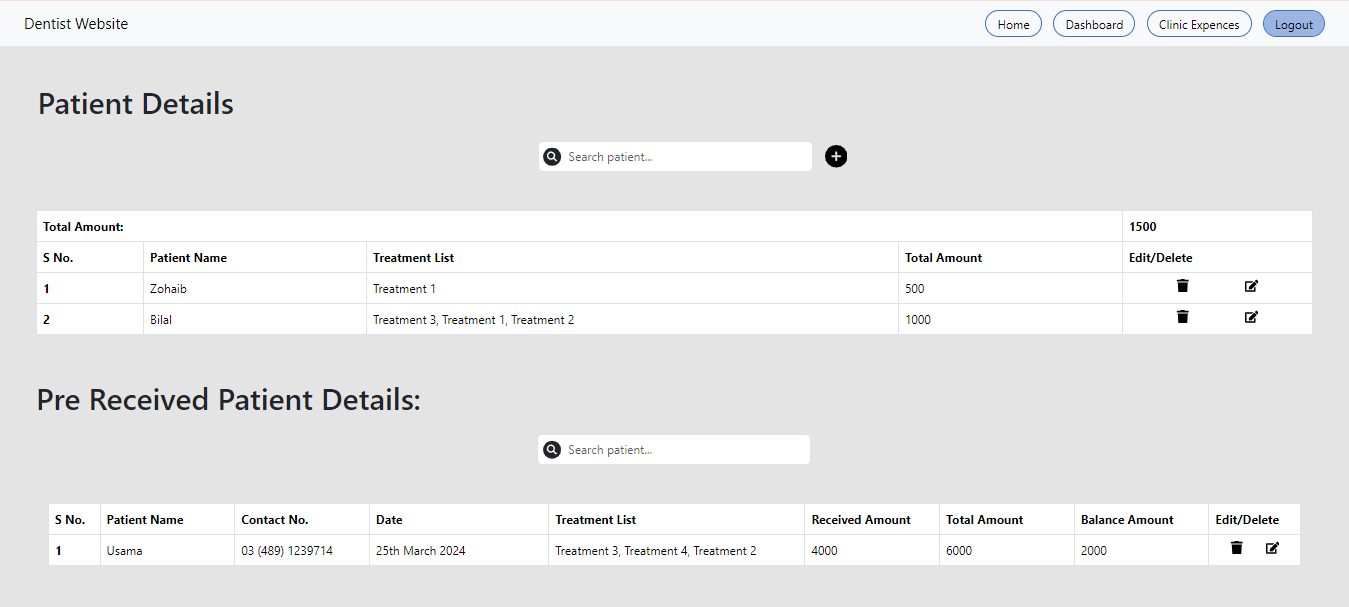 Dentist Website Home Dashboard Clinic Expences Logout
Patient Details
Search patient...
Total Amount: 1500
S No. Patient Name Treatment List Total Amount Edit/Delete
1 Zohaib Treatment 1 500
2 Bilal Treatment 3, Treatment 1, Treatment 2 1000
Pre Received Patient Details:
Search patient...
S No. Patient Name Contact No. Date Treatment List Received Amount Total Amount Balance Amount Edit/Delete
1 Usama 03 (489) 1239714 25th March 2024 Treatment 3, Treatment 4, Treatment 2 4000 6000 2000